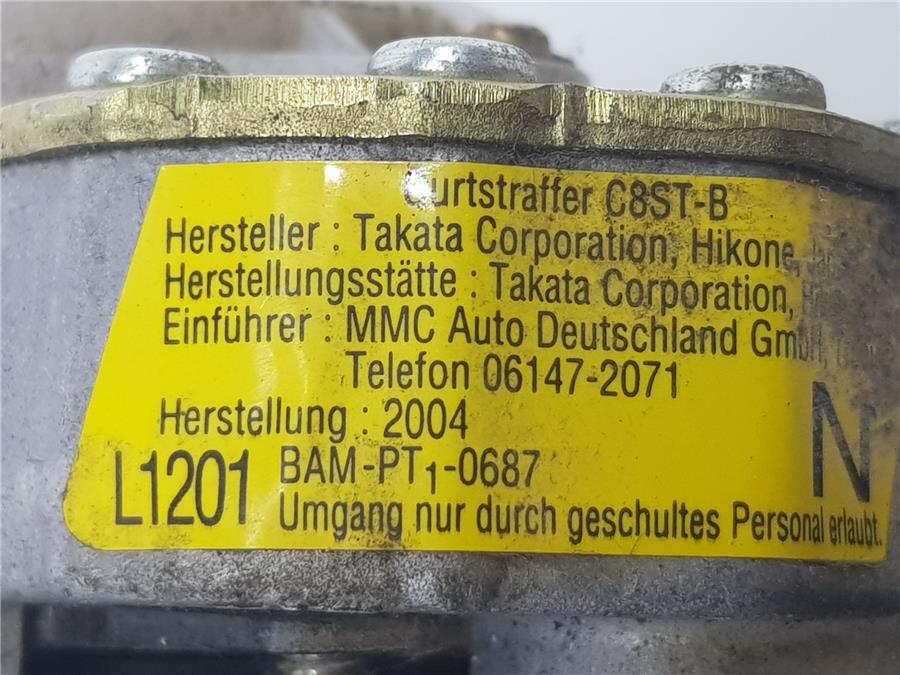 Gurtstraffer C8ST-B
Hersteller : Takata Corporation, Hikone,
Herstellungsstätte : Takata Corporation,
Einführer : MMC Auto Deutschland GmbH,
Telefon 06147-2071
Herstellung : 2004
N
L1201 BAM-PT1-0687
Umgang nur durch geschultes Personal erlaubt.